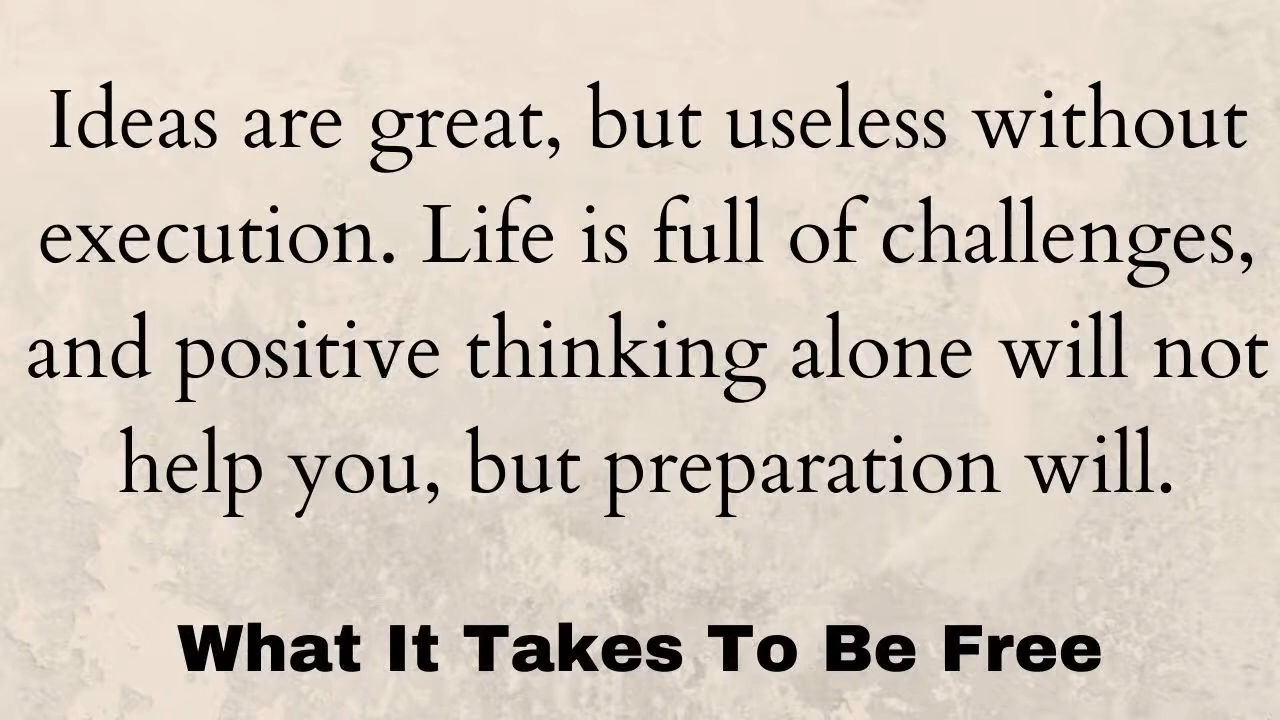 Ideas are great, but useless without
execution. Life is full of challenges,
and positive thinking alone will not
help you, but preparation will.
What It Takes To Be Free